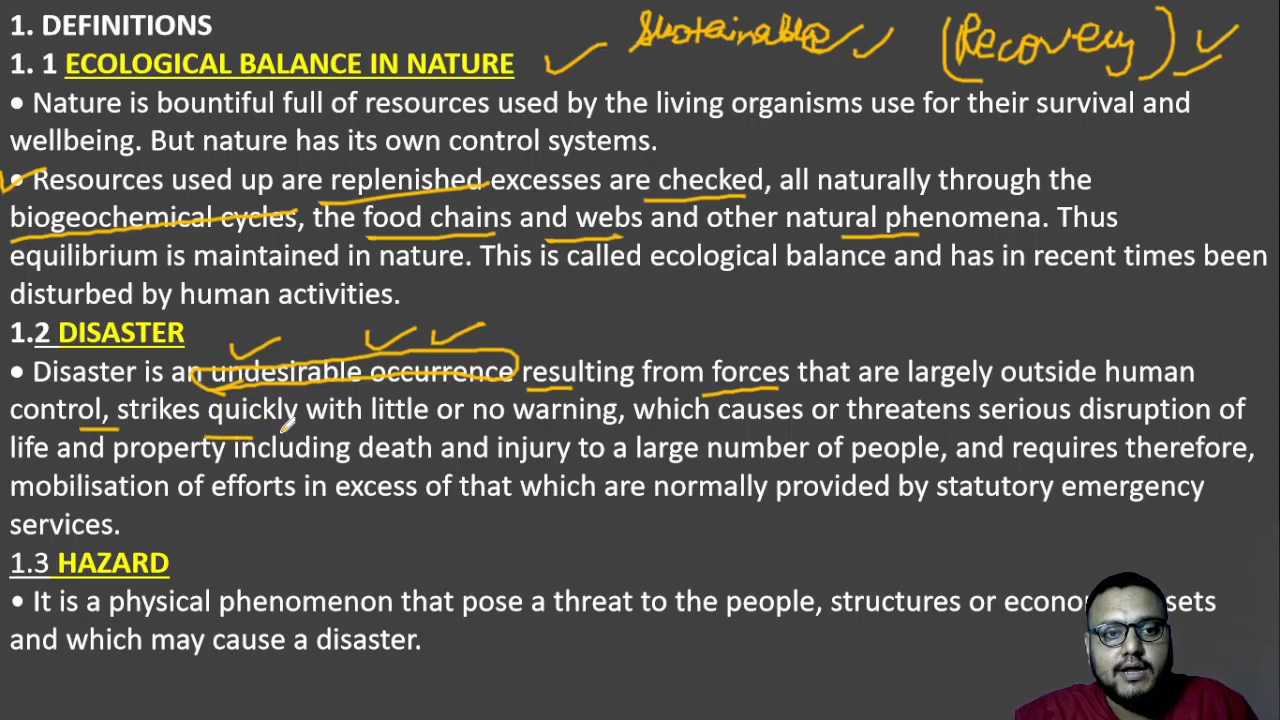 1. DEFINITIONS
Sustainable (Recovery)
1. 1 ECOLOGICAL BALANCE IN NATURE
• Nature is bountiful full of resources used by the living organisms use for their survival and
wellbeing. But nature has its own control systems.
• Resources used up are replenished excesses are checked, all naturally through the
biogeochemical cycles, the food chains and webs and other natural phenomena. Thus
equilibrium is maintained in nature. This is called ecological balance and has in recent times been
disturbed by human activities.
1.2 DISASTER
• Disaster is an undesirable occurrence resulting from forces that are largely outside human
control, strikes quickly with little or no warning, which causes or threatens serious disruption of
life and property including death and injury to a large number of people, and requires therefore,
mobilisation of efforts in excess of that which are normally provided by statutory emergency
services.
1.3 HAZARD
• It is a physical phenomenon that pose a threat to the people, structures or econo sets
and which may cause a disaster.